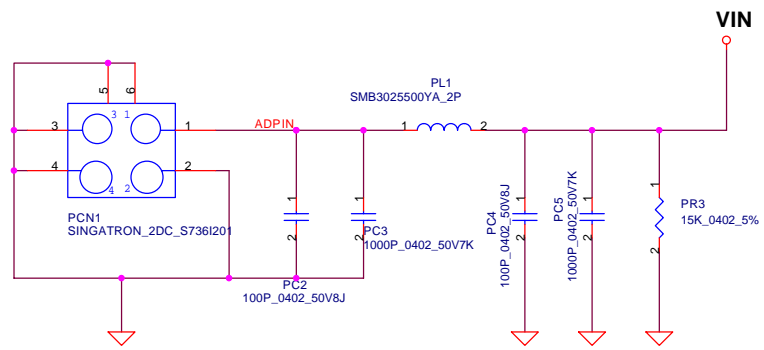 VIN
PL1
SMB3025500YA_2P
5
6
3
1
3
1
ADPIN
1
2
4
2
4
2
PCN1
SINGATRON_2DC_S736I201
1
2
PC2
100P_0402_50V8J
1
2
PC3
1000P_0402_50V7K
1
2
PC4
100P_0402_50V8J
1
2
PC5
1000P_0402_50V7K
1
2
PR3
15K_0402_5%